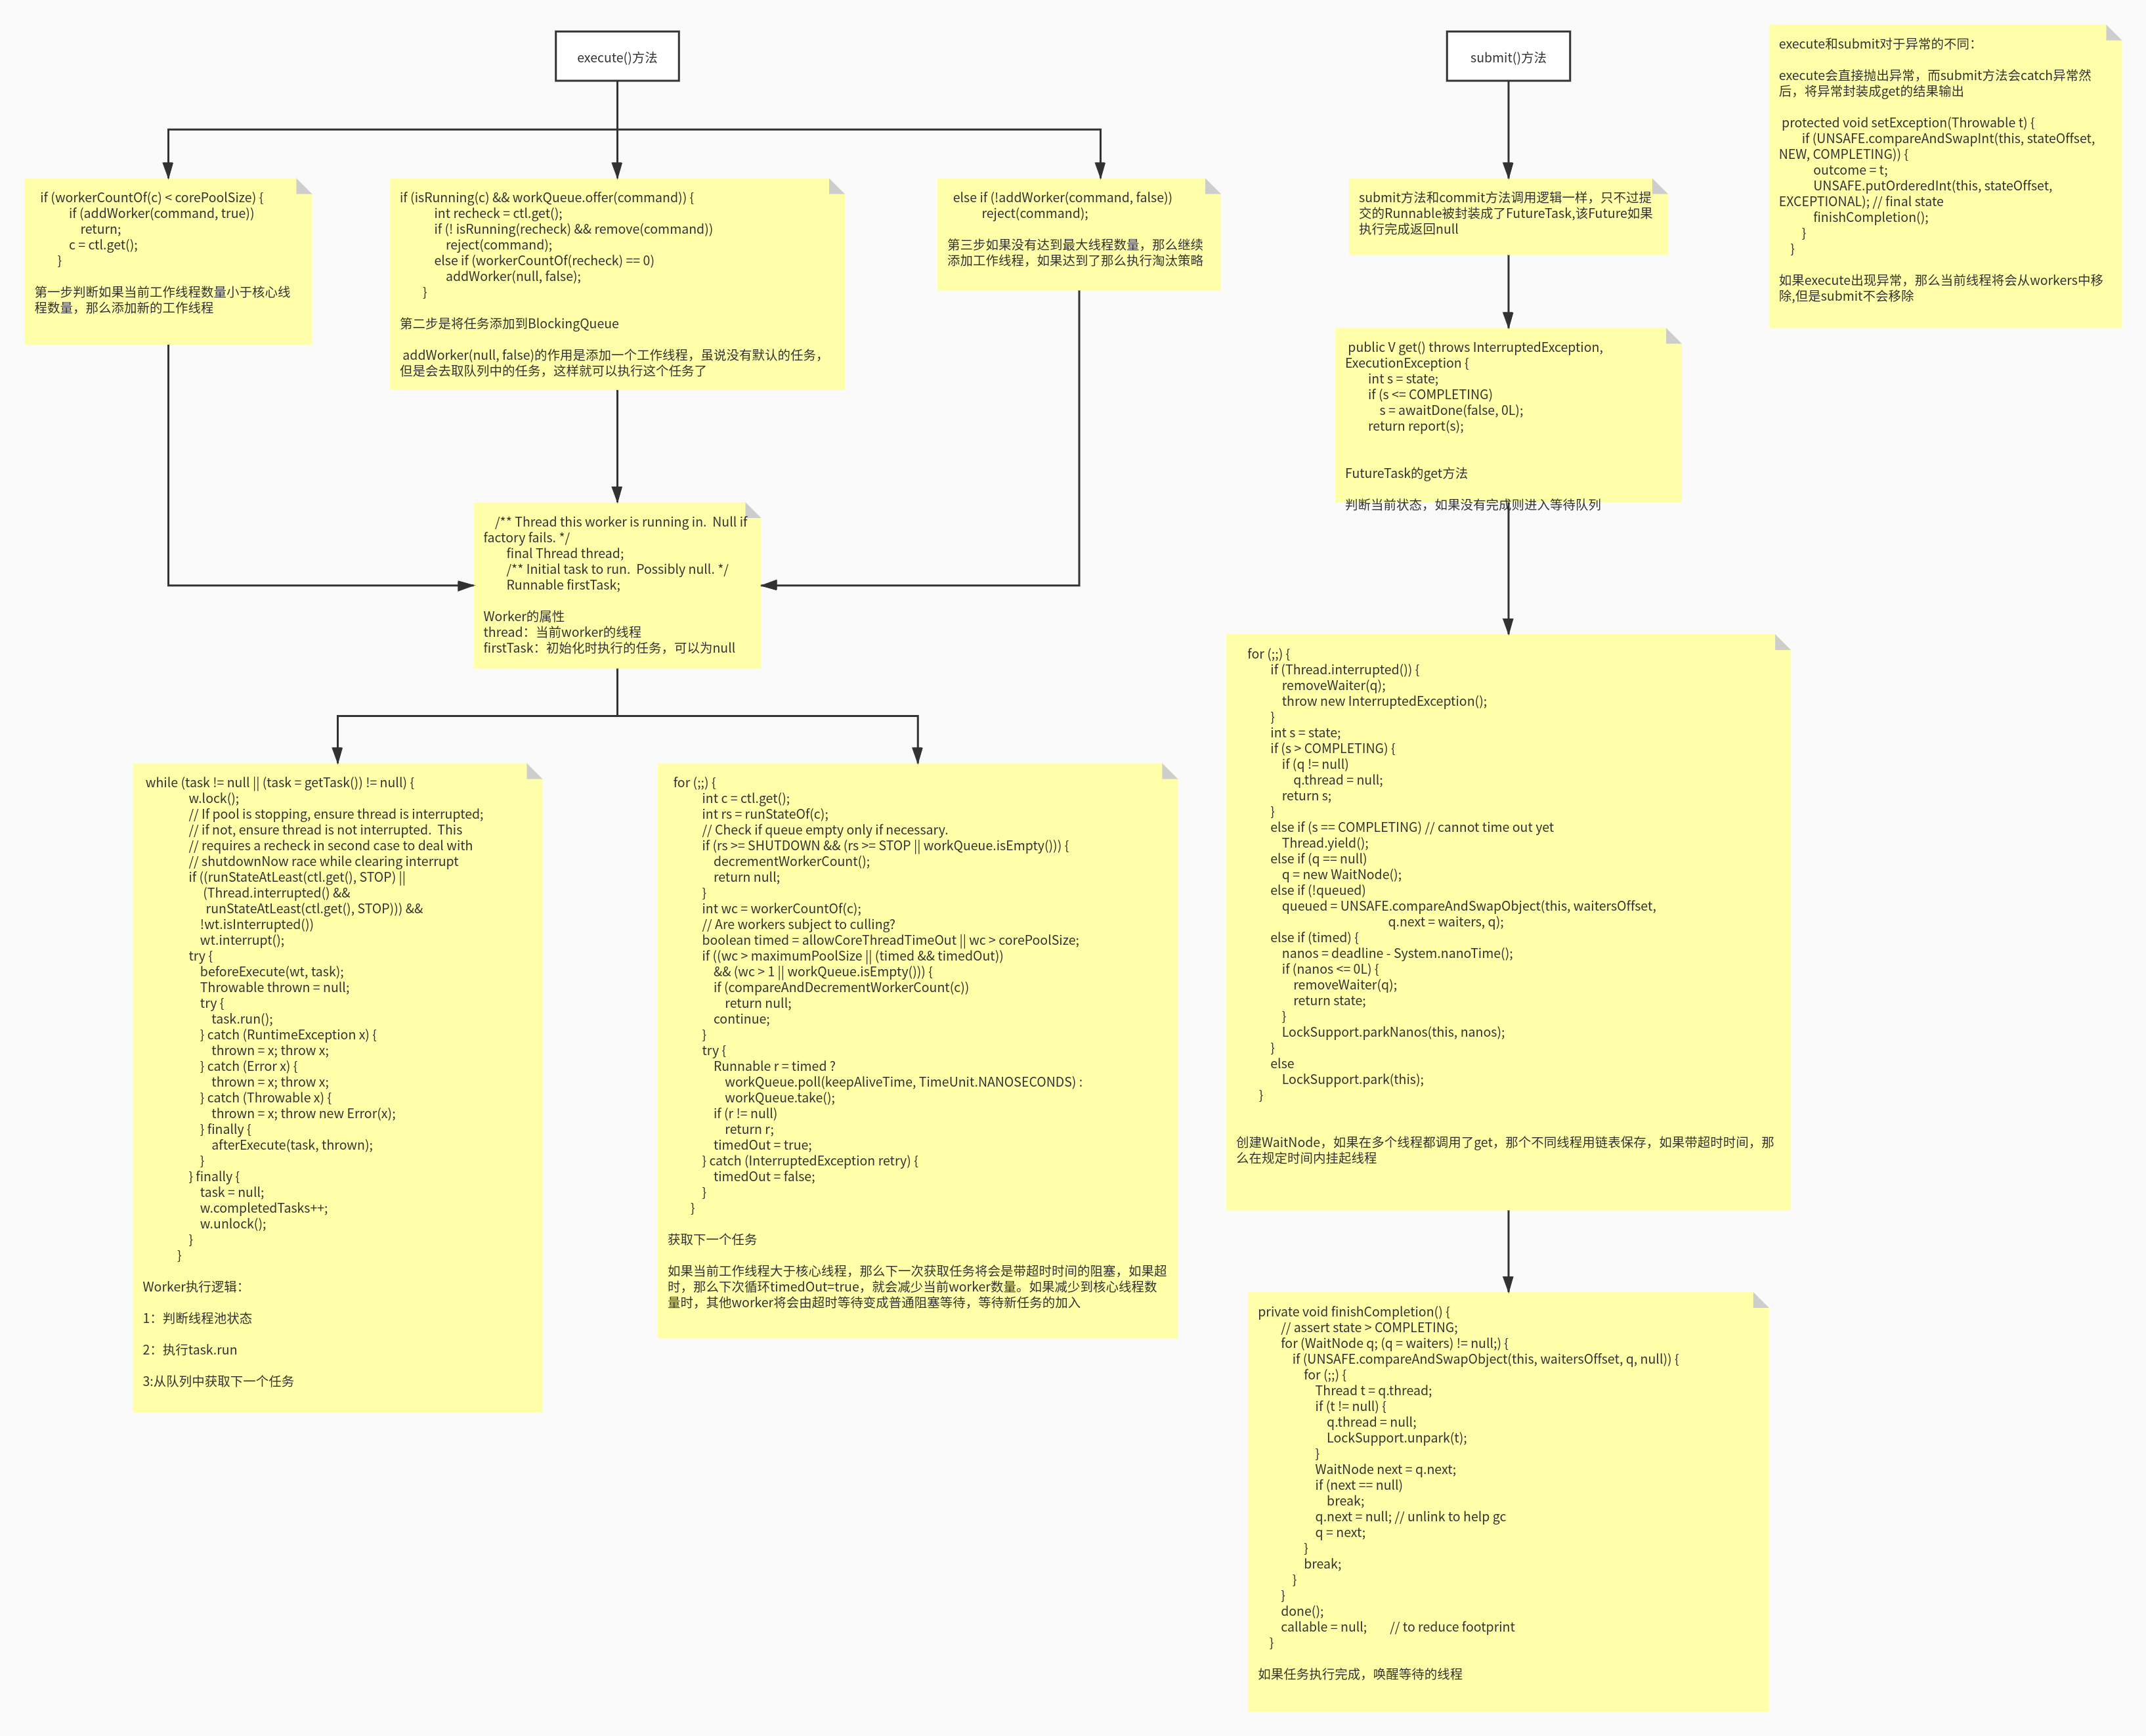 execute()方法
if (workerCountOf(c) < corePoolSize) {
if (addWorker(command, true))
return;
c = ctl.get();
}
第一步判断如果当前工作线程数量小于核心线
程数量，那么添加新的工作线程
if (isRunning(c) && workQueue.offer(command)) {
int recheck = ctl.get();
if (! isRunning(recheck) && remove(command))
reject(command);
else if (workerCountOf(recheck) == 0)
addWorker(null, false);
}
第二步是将任务添加到BlockingQueue
addWorker(null, false)的作用是添加一个工作线程，虽说没有默认的任务，
但是会去取队列中的任务，这样就可以执行这个任务了
else if (!addWorker(command, false))
reject(command);
第三步如果没有达到最大线程数量，那么继续
添加工作线程，如果达到了那么执行淘汰策略
/** Thread this worker is running in.  Null if
factory fails. */
final Thread thread;
/** Initial task to run.  Possibly null. */
Runnable firstTask;
Worker的属性
thread：当前worker的线程
firstTask：初始化时执行的任务，可以为null
while (task != null || (task = getTask()) != null) {
w.lock();
// If pool is stopping, ensure thread is interrupted;
// if not, ensure thread is not interrupted.  This
// requires a recheck in second case to deal with
// shutdownNow race while clearing interrupt
if ((runStateAtLeast(ctl.get(), STOP) ||
(Thread.interrupted() &&
runStateAtLeast(ctl.get(), STOP))) &&
!wt.isInterrupted())
wt.interrupt();
try {
beforeExecute(wt, task);
Throwable thrown = null;
try {
task.run();
} catch (RuntimeException x) {
thrown = x; throw x;
} catch (Error x) {
thrown = x; throw x;
} catch (Throwable x) {
thrown = x; throw new Error(x);
} finally {
afterExecute(task, thrown);
}
} finally {
task = null;
w.completedTasks++;
w.unlock();
}
}
Worker执行逻辑：
1：判断线程池状态
2：执行task.run
3:从队列中获取下一个任务
for (;;) {
int c = ctl.get();
int rs = runStateOf(c);
// Check if queue empty only if necessary.
if (rs >= SHUTDOWN && (rs >= STOP || workQueue.isEmpty())) {
decrementWorkerCount();
return null;
}
int wc = workerCountOf(c);
// Are workers subject to culling?
boolean timed = allowCoreThreadTimeOut || wc > corePoolSize;
if ((wc > maximumPoolSize || (timed && timedOut))
&& (wc > 1 || workQueue.isEmpty())) {
if (compareAndDecrementWorkerCount(c))
return null;
continue;
}
try {
Runnable r = timed ?
workQueue.poll(keepAliveTime, TimeUnit.NANOSECONDS) :
workQueue.take();
if (r != null)
return r;
timedOut = true;
} catch (InterruptedException retry) {
timedOut = false;
}
}
获取下一个任务
如果当前工作线程大于核心线程，那么下一次获取任务将会是带超时时间的阻塞，如果超
时，那么下次循环timedOut=true，就会减少当前worker数量。如果减少到核心线程数
量时，其他worker将会由超时等待变成普通阻塞等待，等待新任务的加入
submit()方法
submit方法和commit方法调用逻辑一样，只不过提
交的Runnable被封装成了FutureTask,该Future如果
执行完成返回null
public V get() throws InterruptedException,
ExecutionException {
int s = state;
if (s <= COMPLETING)
s = awaitDone(false, 0L);
return report(s);
FutureTask的get方法
判断当前状态，如果没有完成则进入等待队列
for (;;) {
if (Thread.interrupted()) {
removeWaiter(q);
throw new InterruptedException();
}
int s = state;
if (s > COMPLETING) {
if (q != null)
q.thread = null;
return s;
}
else if (s == COMPLETING) // cannot time out yet
Thread.yield();
else if (q == null)
q = new WaitNode();
else if (!queued)
queued = UNSAFE.compareAndSwapObject(this, waitersOffset,
q.next = waiters, q);
else if (timed) {
nanos = deadline - System.nanoTime();
if (nanos <= 0L) {
removeWaiter(q);
return state;
}
LockSupport.parkNanos(this, nanos);
}
else
LockSupport.park(this);
}
创建WaitNode，如果在多个线程都调用了get，那个不同线程用链表保存，如果带超时时间，那
么在规定时间内挂起线程
private void finishCompletion() {
// assert state > COMPLETING;
for (WaitNode q; (q = waiters) != null;) {
if (UNSAFE.compareAndSwapObject(this, waitersOffset, q, null)) {
for (;;) {
Thread t = q.thread;
if (t != null) {
q.thread = null;
LockSupport.unpark(t);
}
WaitNode next = q.next;
if (next == null)
break;
q.next = null; // unlink to help gc
q = next;
}
break;
}
}
done();
callable = null;        // to reduce footprint
}
如果任务执行完成，唤醒等待的线程
execute和submit对于异常的不同：
execute会直接抛出异常，而submit方法会catch异常然
后，将异常封装成get的结果输出
protected void setException(Throwable t) {
if (UNSAFE.compareAndSwapInt(this, stateOffset,
NEW, COMPLETING)) {
outcome = t;
UNSAFE.putOrderedInt(this, stateOffset,
EXCEPTIONAL); // final state
finishCompletion();
}
}
如果execute出现异常，那么当前线程将会从workers中移
除,但是submit不会移除